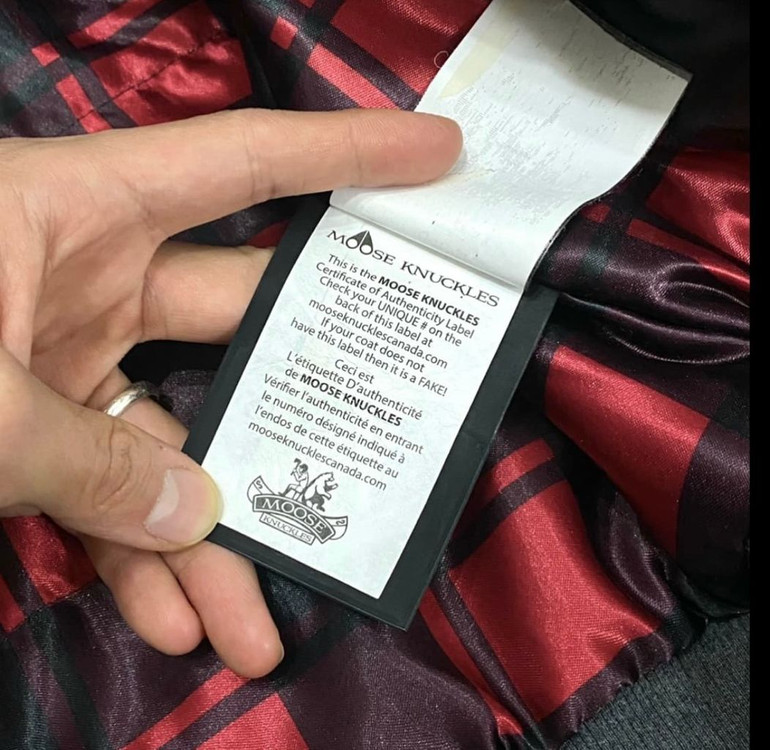 MOOSE KNUCKLES
This is the MOOSE KNUCKLES
Certificate of Authenticity Label
Check your UNIQUE # on the
back of this label at
mooseknucklescanada.com
If your coat does not
have this label then it is a FAKE!
Ceci est
L'étiquette D'authenticité
de MOOSE KNUCKLES
Vérifier l'authenticité en entrant
le numéro désigné indiqué à
l'endos de cette étiquette au
mooseknucklescanada.com
MOOSE
KNUCKLES